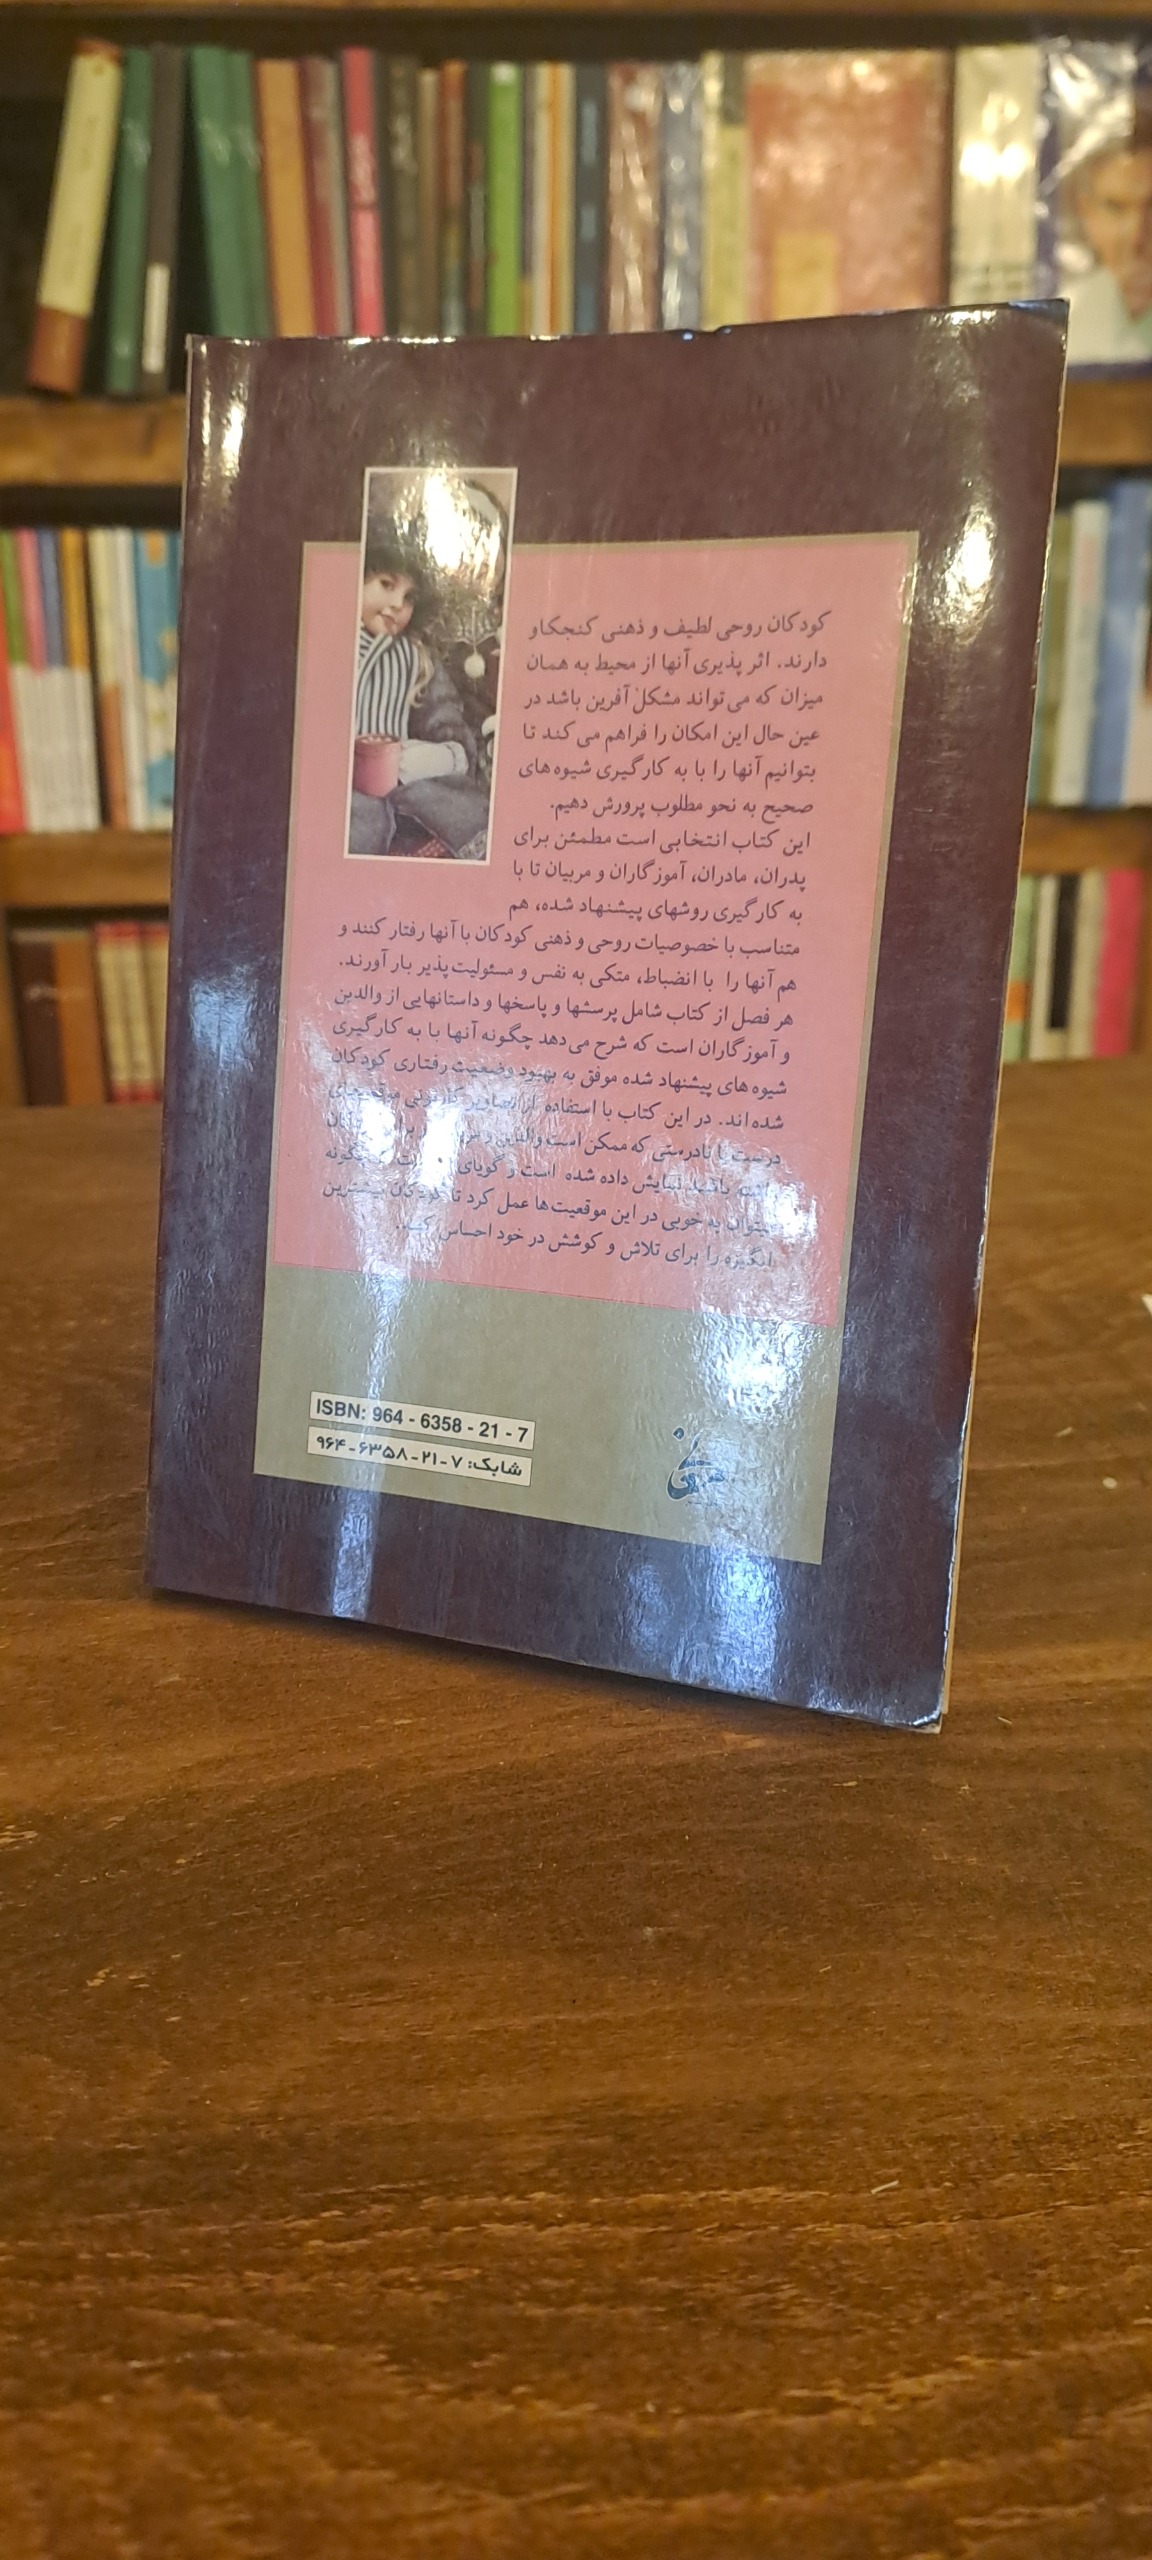 کودکان روحی لطیف و ذهنی کنجکاو
دارند. اثر پذیری آنها از محیط به همان
میزان که می‌تواند مشکل آفرین باشد در
عین حال این امکان را فراهم می‌کند تا
بتوانیم آنها را با به کارگیری شیوه‌های
صحیح به نحو مطلوب پرورش دهیم.
این کتاب انتخابی است مطمئن برای
پدران، مادران، آموزگاران و مربیان تا با
به کارگیری روشهای پیشنهاد شده، هم
متناسب با خصوصیات روحی و ذهنی کودکان با آنها رفتار کنند و
هم آنها را با انضباط، متکی به نفس و مسئولیت‌پذیر بار آورند.
هر فصل از کتاب شامل پرسشها و پاسخها و داستانهایی از والدین
و آموزگاران است که شرح می‌دهد چگونه آنها با به کارگیری
شیوه‌های پیشنهاد شده موفق به بهبود وضعیت رفتاری کودکان
شده‌اند. در این کتاب با استفاده از تصاویر کارتونی موقعیتهای
درست یا نادرستی که ممکن است والدین و
داشته باشند نمایش داده شده است و گویای چگونه
میتوان به خوبی در این موقعیت‌ها عمل کرد تا کودکان بیشترین
انگیزه را برای تلاش و کوشش در خود احساس کنند.
ISBN: 964 - 6358 - 21 - 7
شابک: ۷-۲۱-۶۳۵۸-۹۶۴